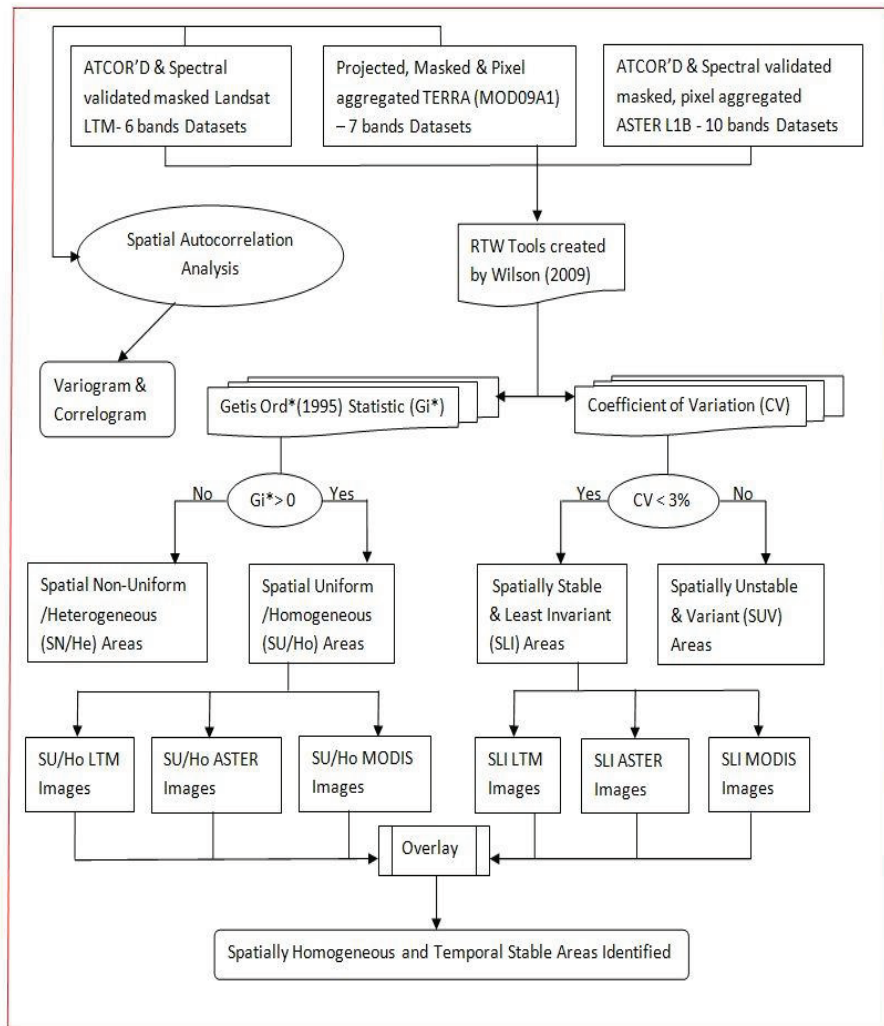 ATCOR'D & Spectral
validated masked Landsat
LTM- 6 bands Datasets
Projected, Masked & Pixel
aggregated TERRA (MOD09A1)
– 7 bands Datasets
ATCOR'D & Spectral validated
masked, pixel aggregated
ASTER L1B - 10 bands Datasets
Spatial Autocorrelation
Analysis
RTW Tools created
by Wilson (2009)
Variogram &
Correlogram
Getis Ord*(1995) Statistic (Gi*)
Coefficient of Variation (CV)
No
Gi*> 0
Yes
Yes
CV < 3%
No
Spatial Non-Uniform
/Heterogeneous
(SN/He) Areas
Spatial Uniform
/Homogeneous
(SU/Ho) Areas
Spatially Stable
& Least Invariant
(SLI) Areas
Spatially Unstable
& Variant (SUV)
Areas
SU/Ho LTM
Images
SU/Ho ASTER
Images
SU/Ho MODIS
Images
SLI LTM
Images
SLI ASTER
Images
SLI MODIS
Images
Overlay
Spatially Homogeneous and Temporal Stable Areas Identified